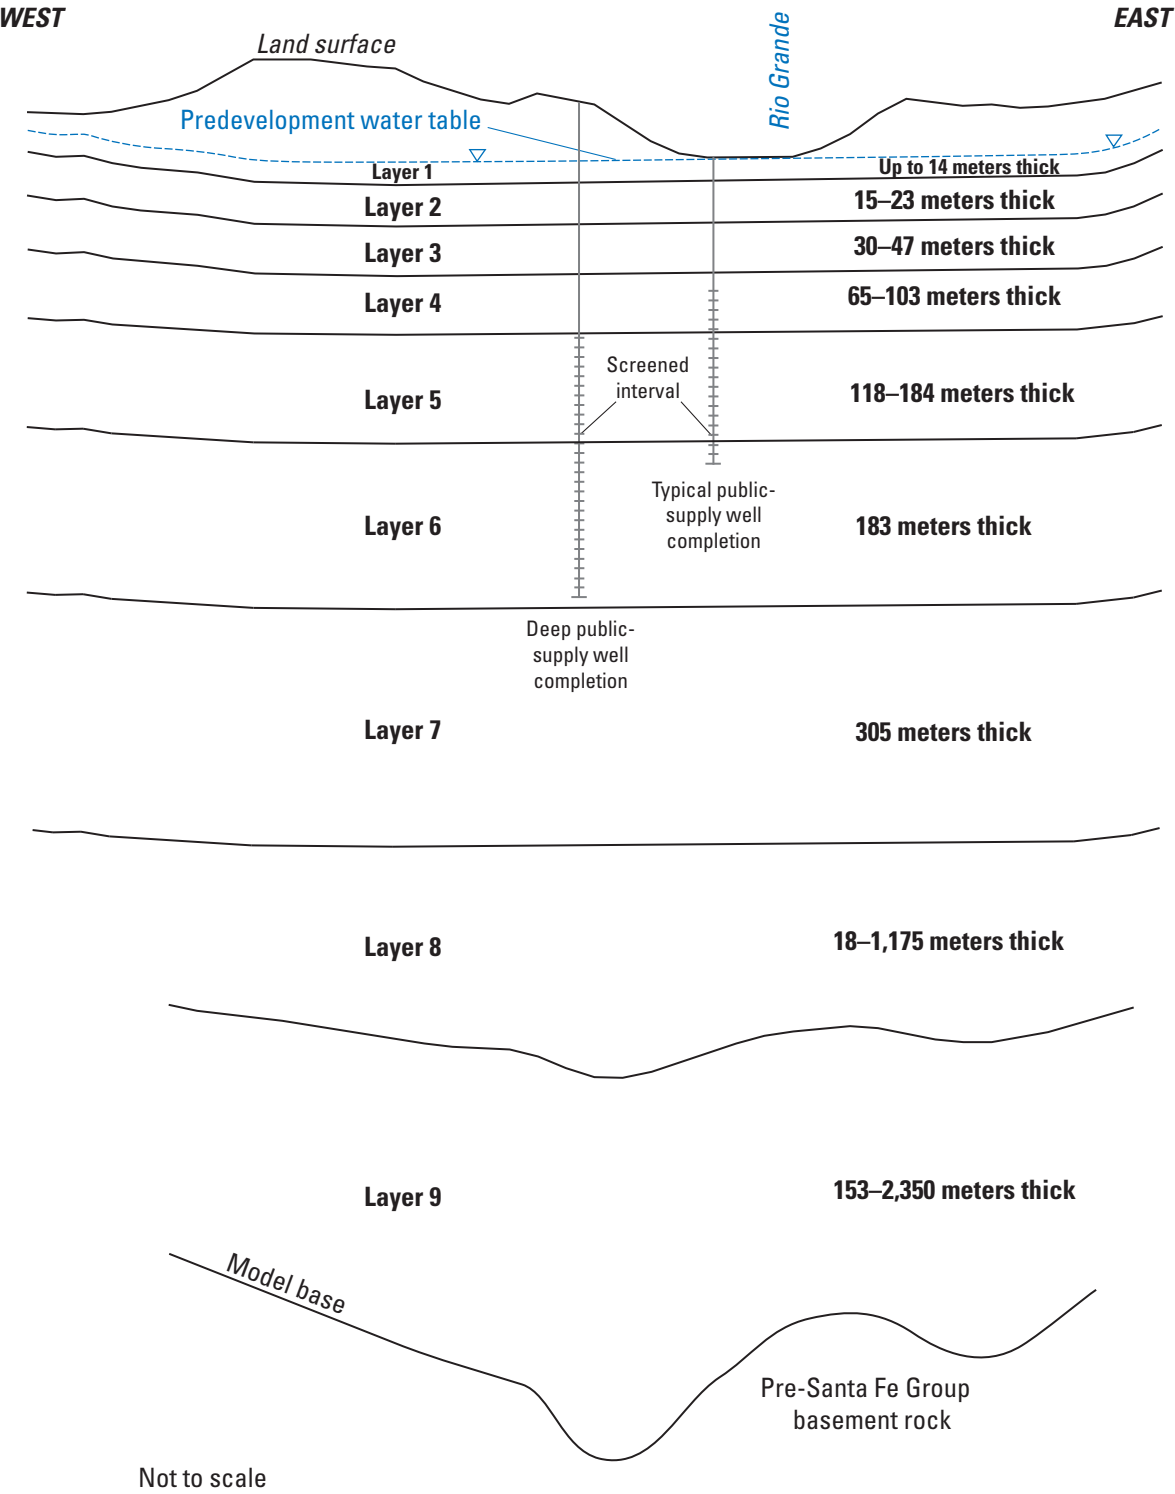 WEST
EAST
Land surface
Rio Grande
Predevelopment water table
Layer 1
Up to 14 meters thick
Layer 2
15–23 meters thick
Layer 3
30–47 meters thick
Layer 4
65–103 meters thick
Screened
interval
Layer 5
118–184 meters thick
Typical public-
supply well
completion
Layer 6
183 meters thick
Deep public-
supply well
completion
Layer 7
305 meters thick
Layer 8
18–1,175 meters thick
Layer 9
153–2,350 meters thick
Model base
Pre-Santa Fe Group
basement rock
Not to scale